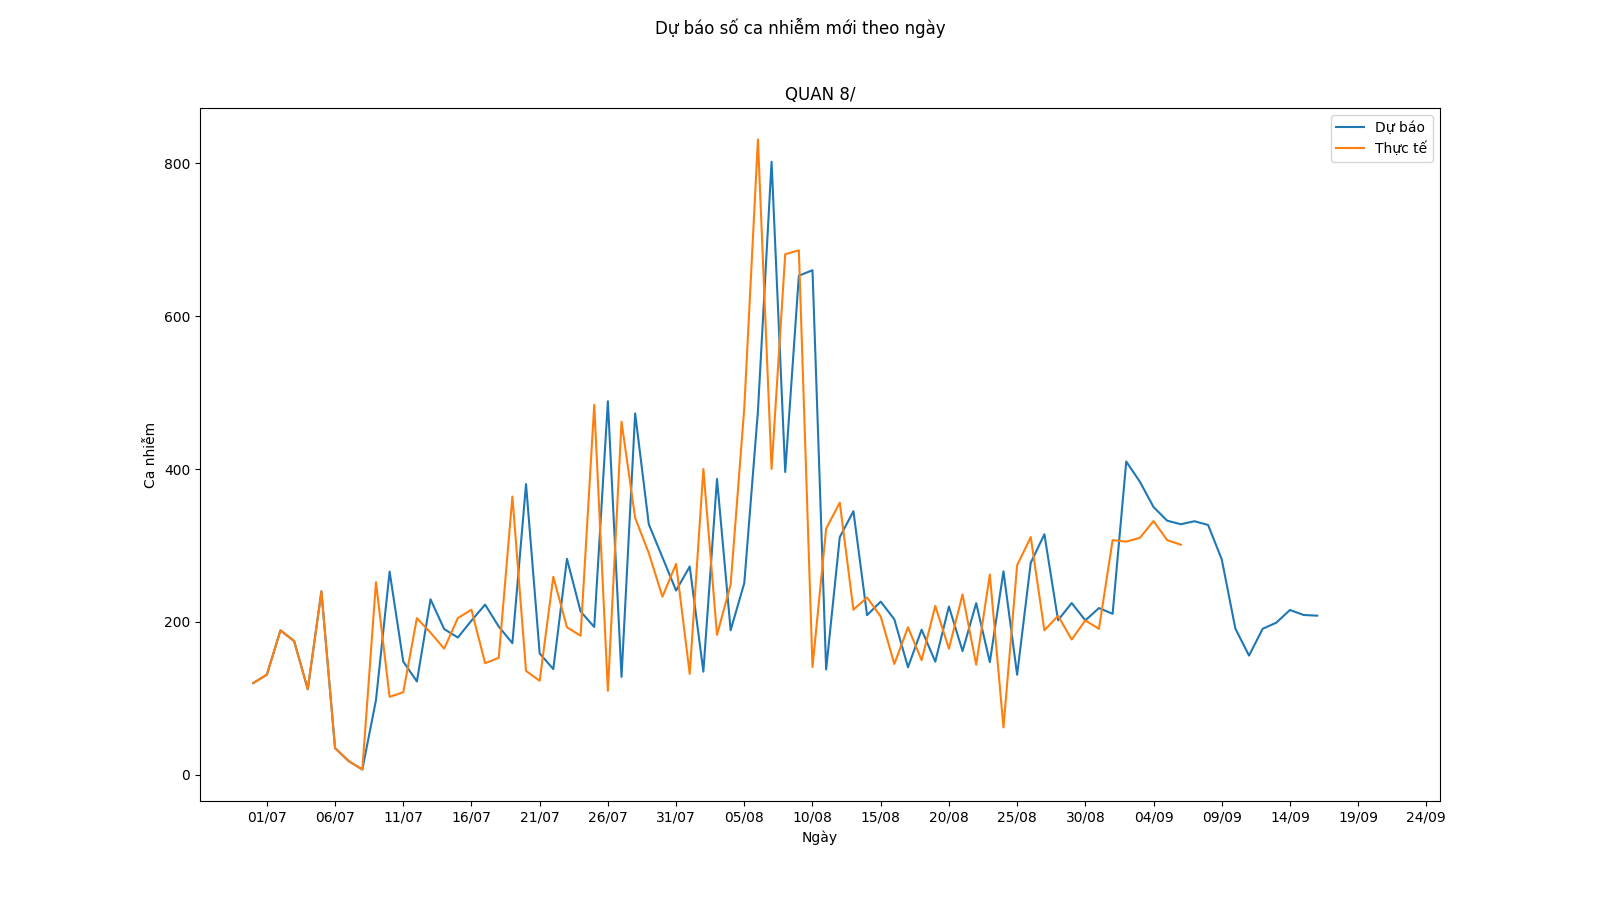 Dự báo số ca nhiễm mới theo ngày
QUAN 8/
Dự báo
Thực tế
800
600
400
200
0
Ca nhiễm
01/07 06/07 11/07 16/07 21/07 26/07 31/07 05/08 10/08 15/08 20/08 25/08 30/08 04/09 09/09 14/09 19/09 24/09
Ngày